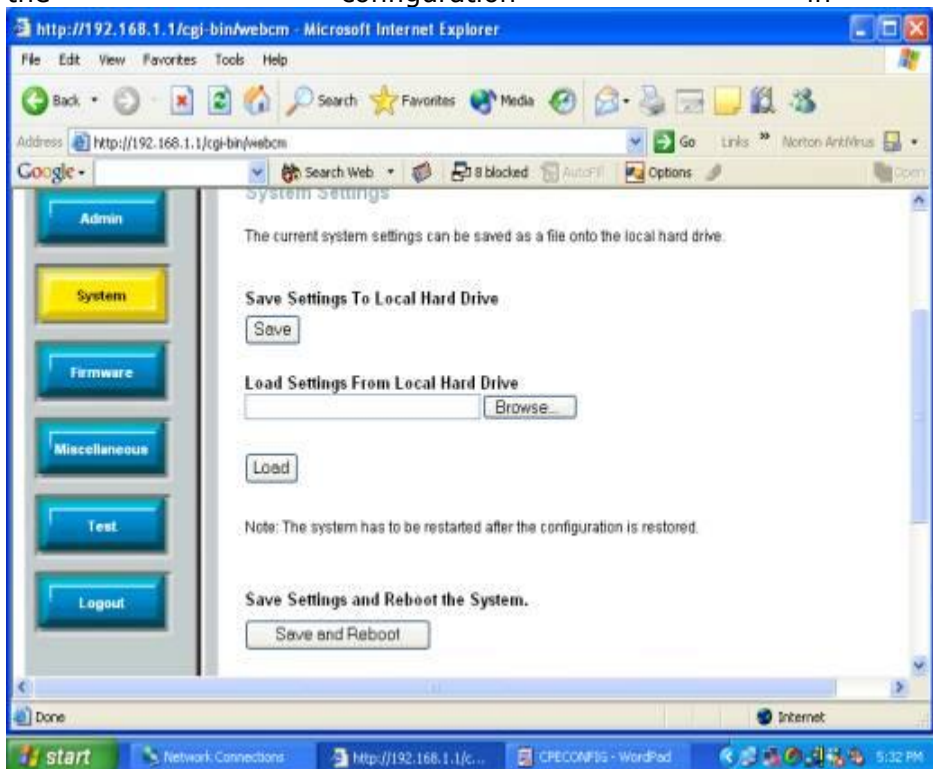 the configuration in
http://192.168.1.1/cgi-bin/webcm - Microsoft Internet Explorer
File Edit View Favorites Tools Help
Back Search Favorites Media
Address http://192.168.1.1/cgi-bin/webcm Go Links » Norton AntiVirus
Google Search Web 8 blocked AutoFill Options
System Settings
Admin
The current system settings can be saved as a file onto the local hard drive.
System
Save Settings To Local Hard Drive
Save
Firmware
Load Settings From Local Hard Drive
Browse...
Miscellaneous
Load
Test
Note: The system has to be restarted after the configuration is restored.
Logout
Save Settings and Reboot the System.
Save and Reboot
Done Internet
start Network Connections http://192.168.1.1/c... CPECONFIG - WordPad 5:32 PM